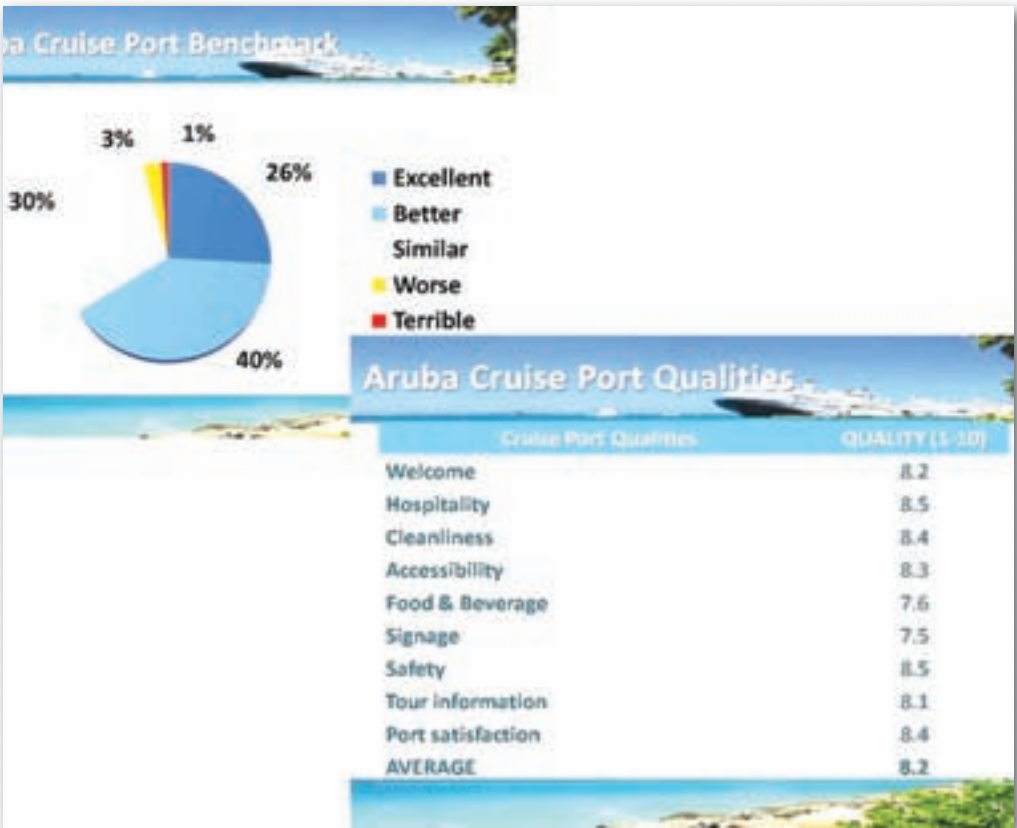 ba Cruise Port Benchmark
3% 1%
26%
30%
40%
Excellent
Better
Similar
Worse
Terrible
Aruba Cruise Port Qualities
Cruise Port Qualities QUALITY (1-10)
Welcome 8.2
Hospitality 8.5
Cleanliness 8.4
Accessibility 8.3
Food & Beverage 7.6
Signage 7.5
Safety 8.5
Tour information 8.1
Port satisfaction 8.4
AVERAGE 8.2